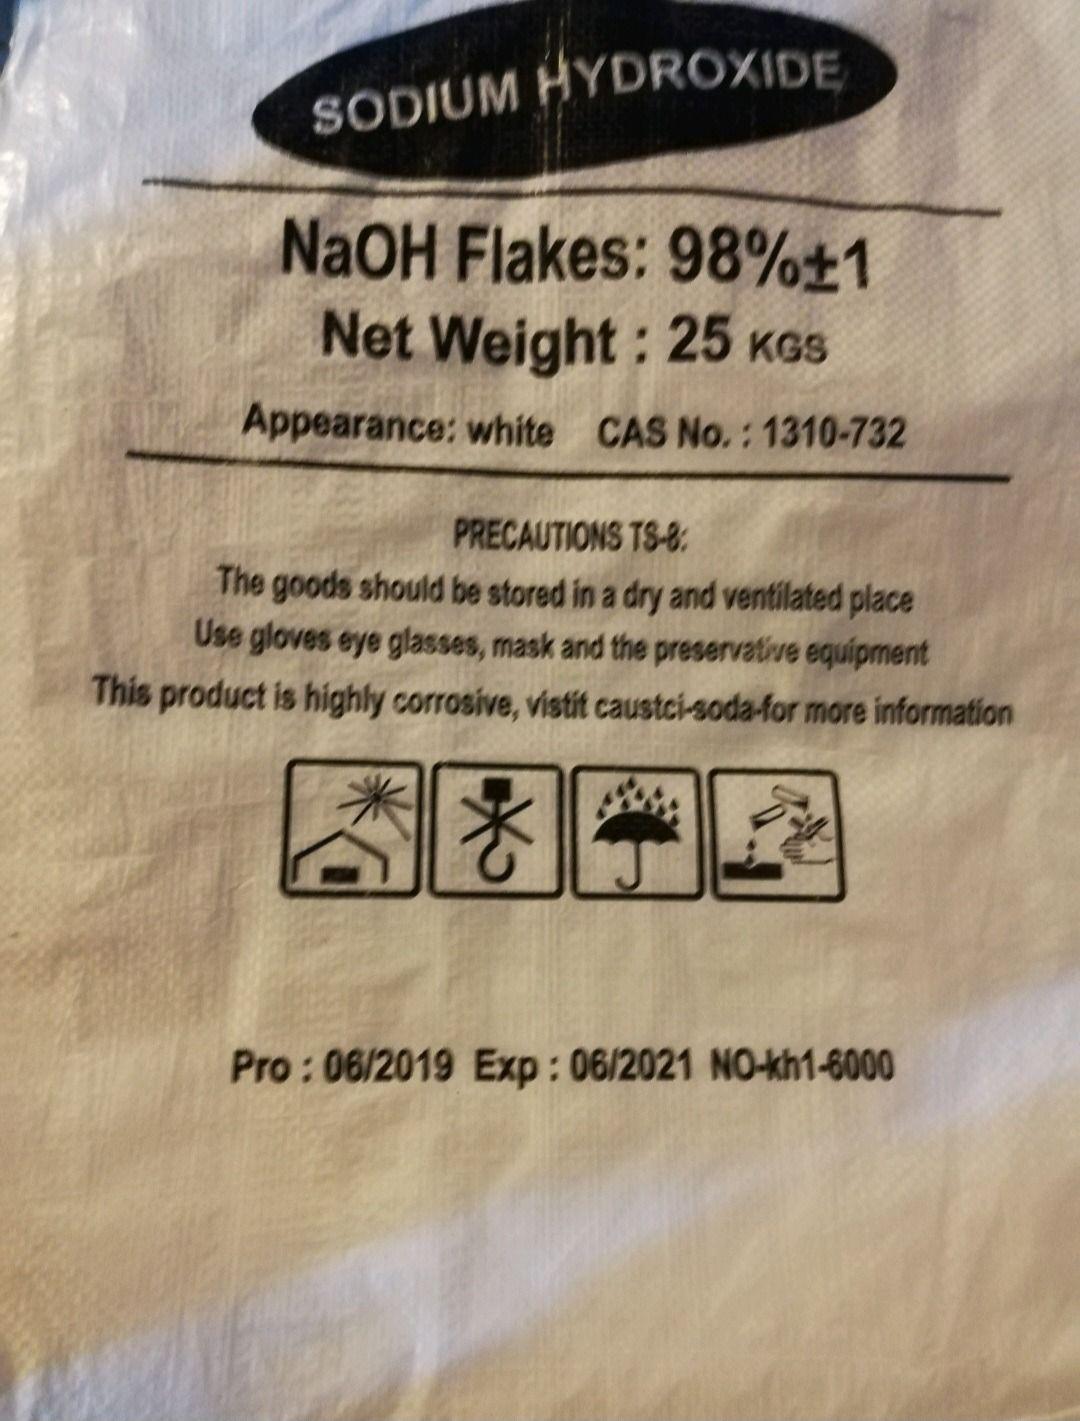 SODIUM HYDROXIDE
NaOH Flakes: 98%±1
Net Weight : 25 KGS
Appearance: white CAS No. : 1310-732
PRECAUTIONS TS-8:
The goods should be stored in a dry and ventilated place
Use gloves eye glasses, mask and the preservative equipment
This product is highly corrosive, vistit caustci-soda-for more information
Pro : 06/2019 Exp : 06/2021 NO-kh1-6000